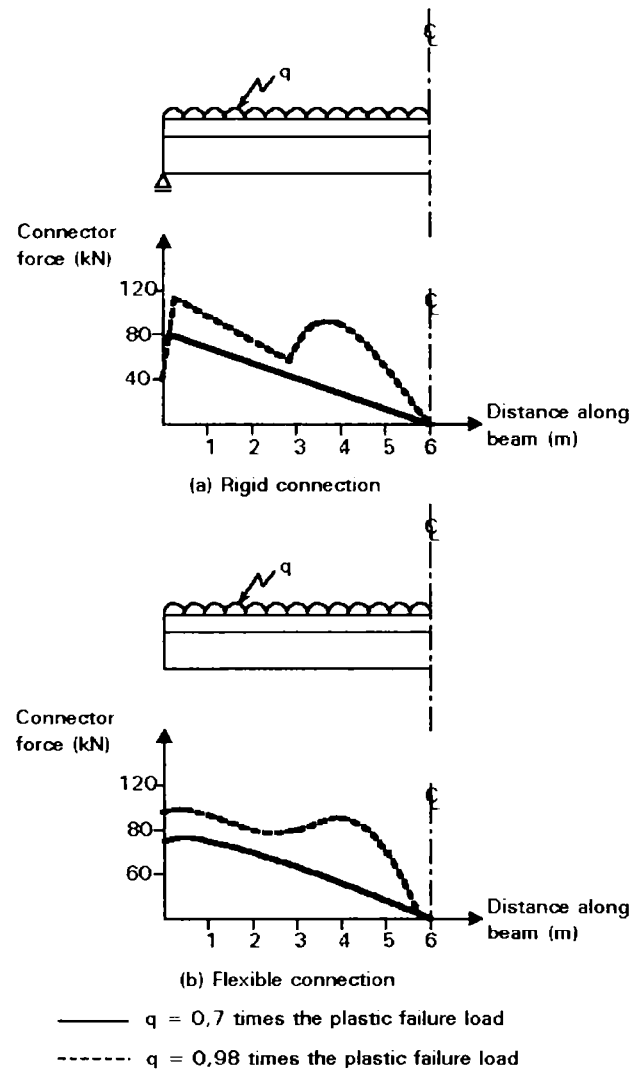 ℄
q
Connector
force (kN)
120
80
40
℄
1 2 3 4 5 6
Distance along
beam (m)
(a) Rigid connection
℄
q
Connector
force (kN)
120
80
60
℄
1 2 3 4 5 6
Distance along
beam (m)
(b) Flexible connection
q = 0,7 times the plastic failure load
q = 0,98 times the plastic failure load